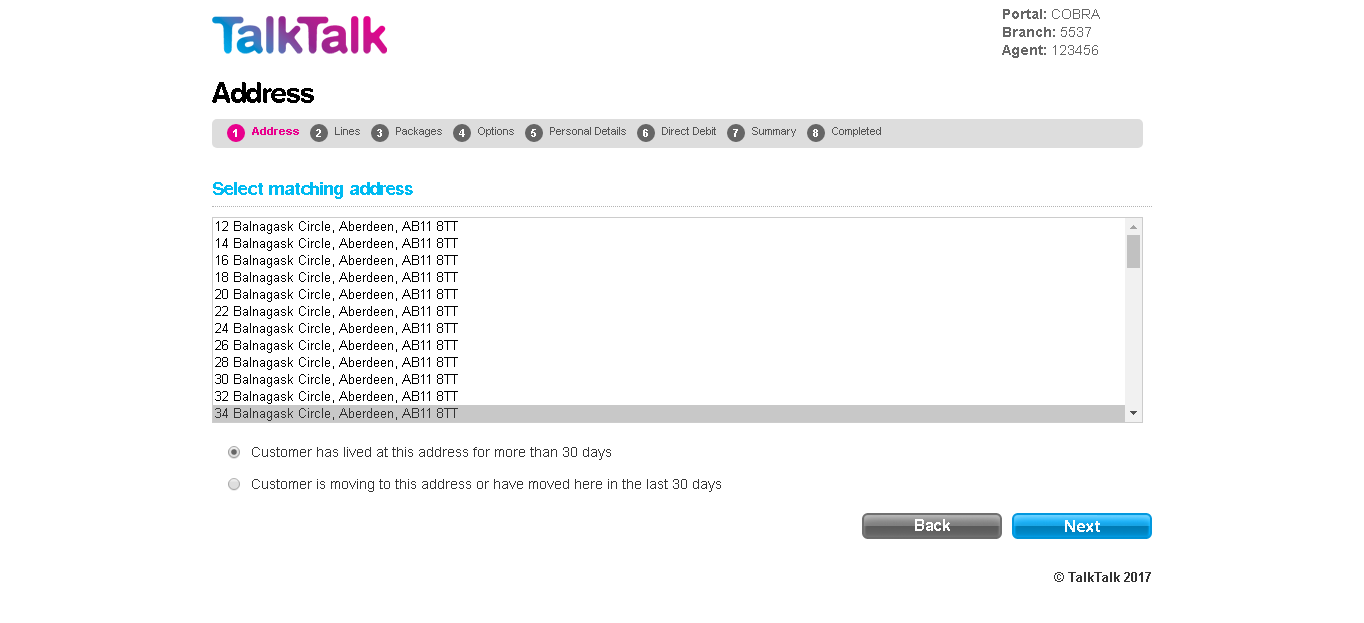 TalkTalk
Portal: COBRA
Branch: 5537
Agent: 123456
Address
1 Address 2 Lines 3 Packages 4 Options 5 Personal Details 6 Direct Debit 7 Summary 8 Completed
Select matching address
12 Balnagask Circle, Aberdeen, AB11 8TT
14 Balnagask Circle, Aberdeen, AB11 8TT
16 Balnagask Circle, Aberdeen, AB11 8TT
18 Balnagask Circle, Aberdeen, AB11 8TT
20 Balnagask Circle, Aberdeen, AB11 8TT
22 Balnagask Circle, Aberdeen, AB11 8TT
24 Balnagask Circle, Aberdeen, AB11 8TT
26 Balnagask Circle, Aberdeen, AB11 8TT
28 Balnagask Circle, Aberdeen, AB11 8TT
30 Balnagask Circle, Aberdeen, AB11 8TT
32 Balnagask Circle, Aberdeen, AB11 8TT
34 Balnagask Circle, Aberdeen, AB11 8TT
Customer has lived at this address for more than 30 days
Customer is moving to this address or have moved here in the last 30 days
Back Next
© TalkTalk 2017